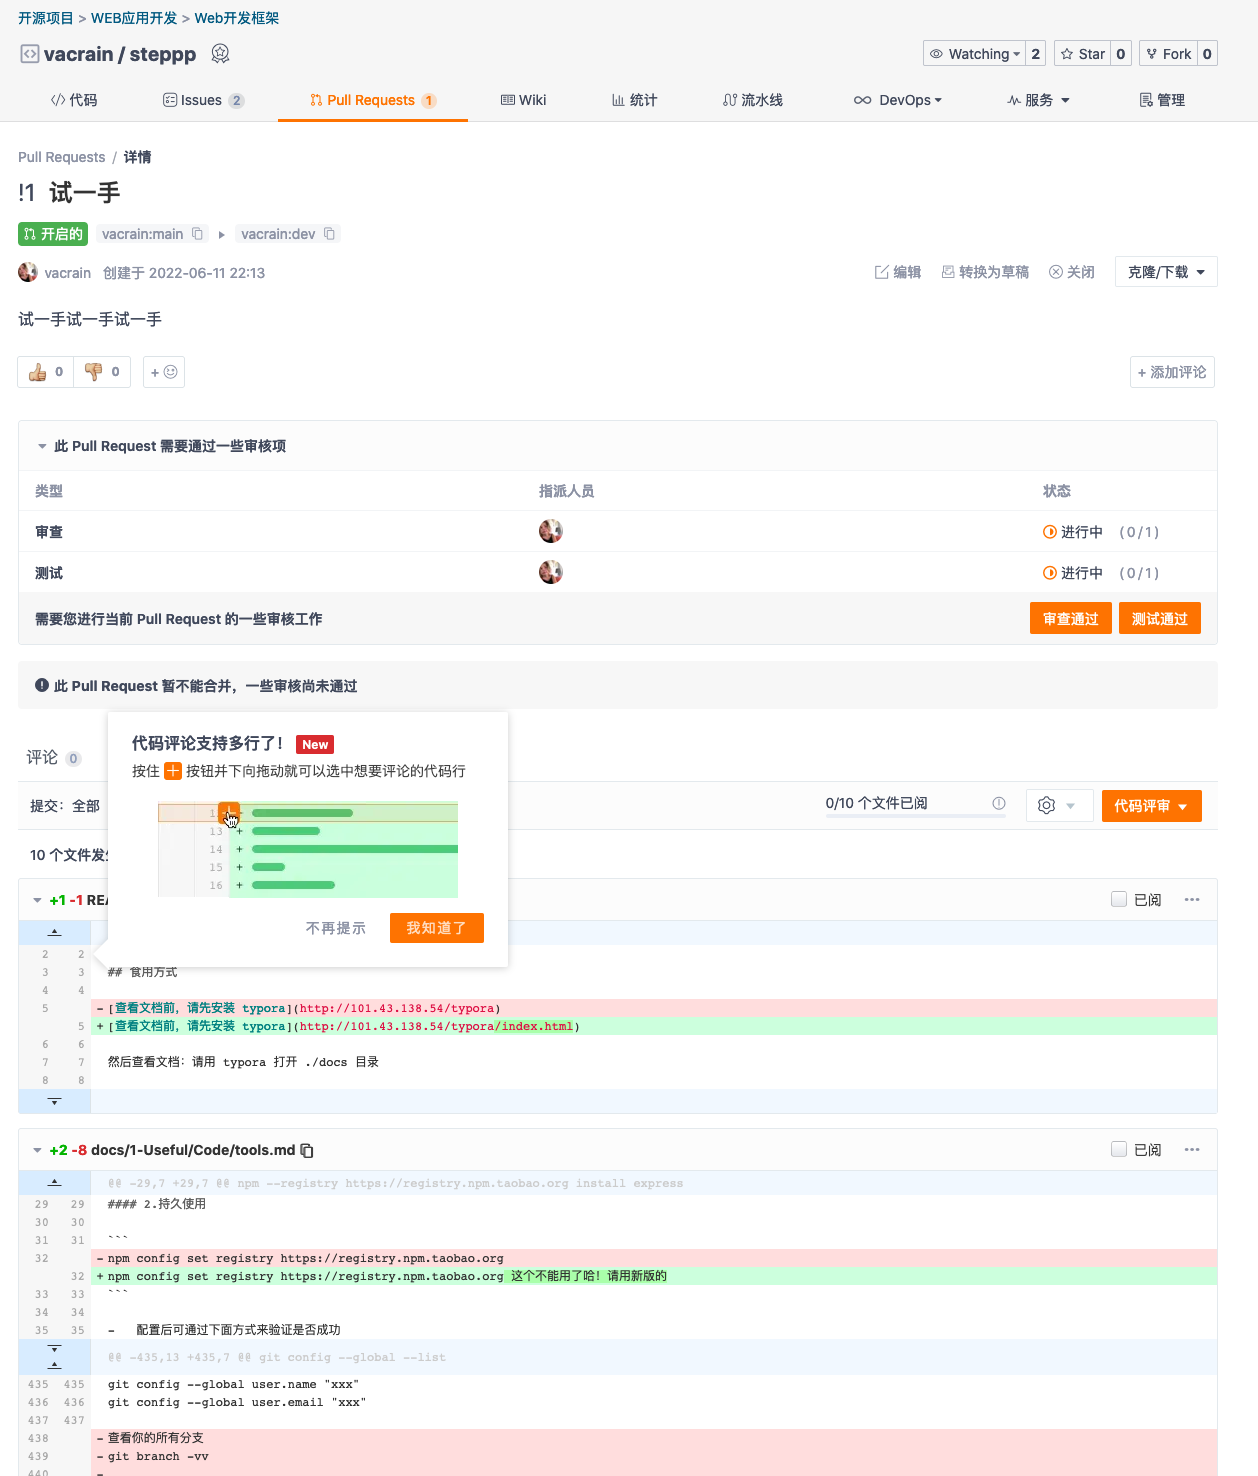 开源项目 > WEB应用开发 > Web开发框架
vacrain / steppp
Watching 2 Star 0 Fork 0
代码 Issues 2 Pull Requests 1 Wiki 统计 流水线 DevOps 服务 管理
Pull Requests / 详情
!1 试一手
开启的 vacrain:main vacrain:dev
vacrain 创建于 2022-06-11 22:13
编辑 转换为草稿 关闭 克隆/下载
试一手试一手试一手
0 0 +
+ 添加评论
此 Pull Request 需要通过一些审核项
类型 指派人员 状态
审查 进行中 (0/1)
测试 进行中 (0/1)
需要您进行当前 Pull Request 的一些审核工作 审查通过 测试通过
此 Pull Request 暂不能合并，一些审核尚未通过
评论 0
代码评论支持多行了！ New
按住 + 按钮并下向拖动就可以选中想要评论的代码行
13 +
14 +
15 +
16 +
不再提示 我知道了
提交：全部
0/10 个文件已阅
代码评审
10 个文件发
+1 -1 REA
已阅
2 2
3 3 ## 食用方式
4 4
5 -[查看文档前，请先安装 typora](http://101.43.138.54/typora)
5 +[查看文档前，请先安装 typora](http://101.43.138.54/typora/index.html)
6 6
7 7 然后查看文档：请用 typora 打开 ./docs 目录
8 8
+2 -8 docs/1-Useful/Code/tools.md
已阅
@@ -29,7 +29,7 @@ npm --registry https://registry.npm.taobao.org install express
29 29 #### 2.持久使用
30 30
31 31 ```
32 -npm config set registry https://registry.npm.taobao.org
32 +npm config set registry https://registry.npm.taobao.org 这个不能用了哈！请用新版的
33 33 ```
34 34
35 35 - 配置后可通过下面方式来验证是否成功
@@ -435,13 +435,7 @@ git config --global --list
435 435 git config --global user.name "xxx"
436 436 git config --global user.email "xxx"
437 437
438 -查看你的所有分支
439 -git branch -vv
440 -